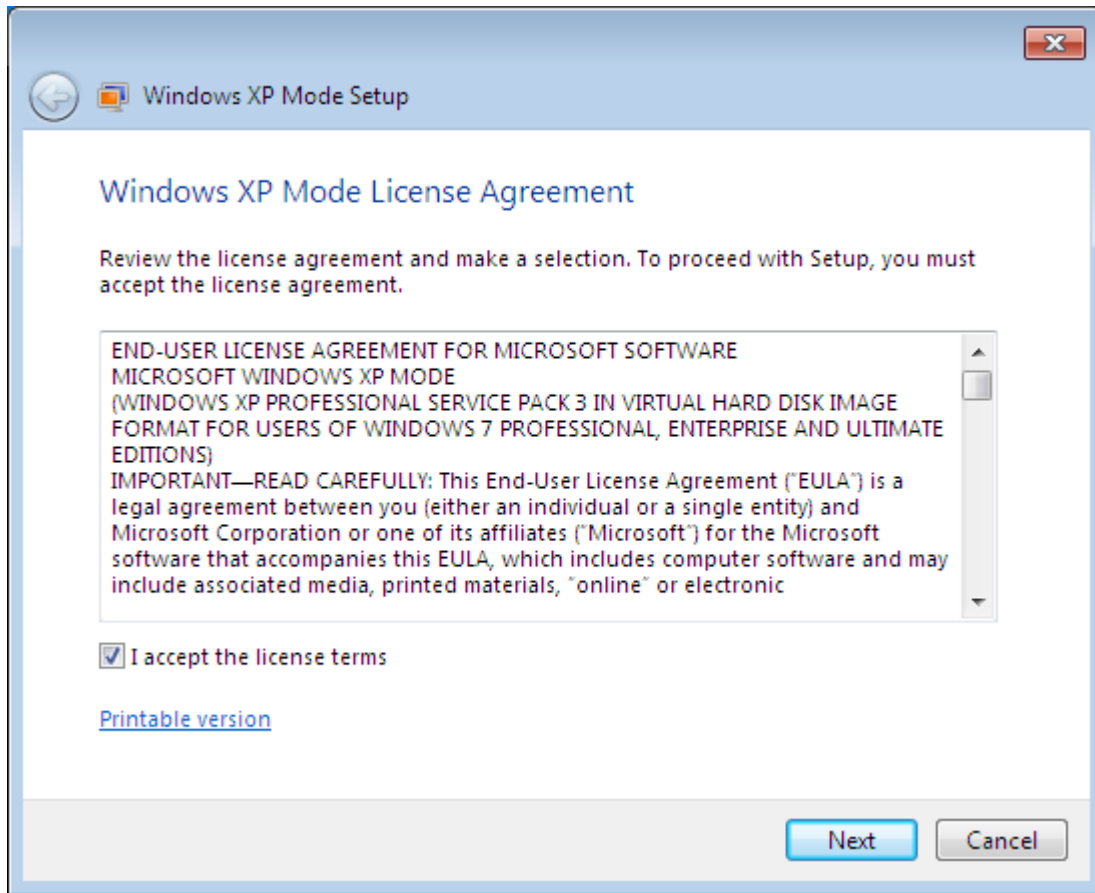 Windows XP Mode Setup
Windows XP Mode License Agreement
Review the license agreement and make a selection. To proceed with Setup, you must
accept the license agreement.
END-USER LICENSE AGREEMENT FOR MICROSOFT SOFTWARE
MICROSOFT WINDOWS XP MODE
(WINDOWS XP PROFESSIONAL SERVICE PACK 3 IN VIRTUAL HARD DISK IMAGE
FORMAT FOR USERS OF WINDOWS 7 PROFESSIONAL, ENTERPRISE AND ULTIMATE
EDITIONS)
IMPORTANT—READ CAREFULLY: This End-User License Agreement (“EULA”) is a
legal agreement between you (either an individual or a single entity) and
Microsoft Corporation or one of its affiliates (“Microsoft”) for the Microsoft
software that accompanies this EULA, which includes computer software and may
include associated media, printed materials, “online” or electronic
I accept the license terms
Printable version
Next Cancel